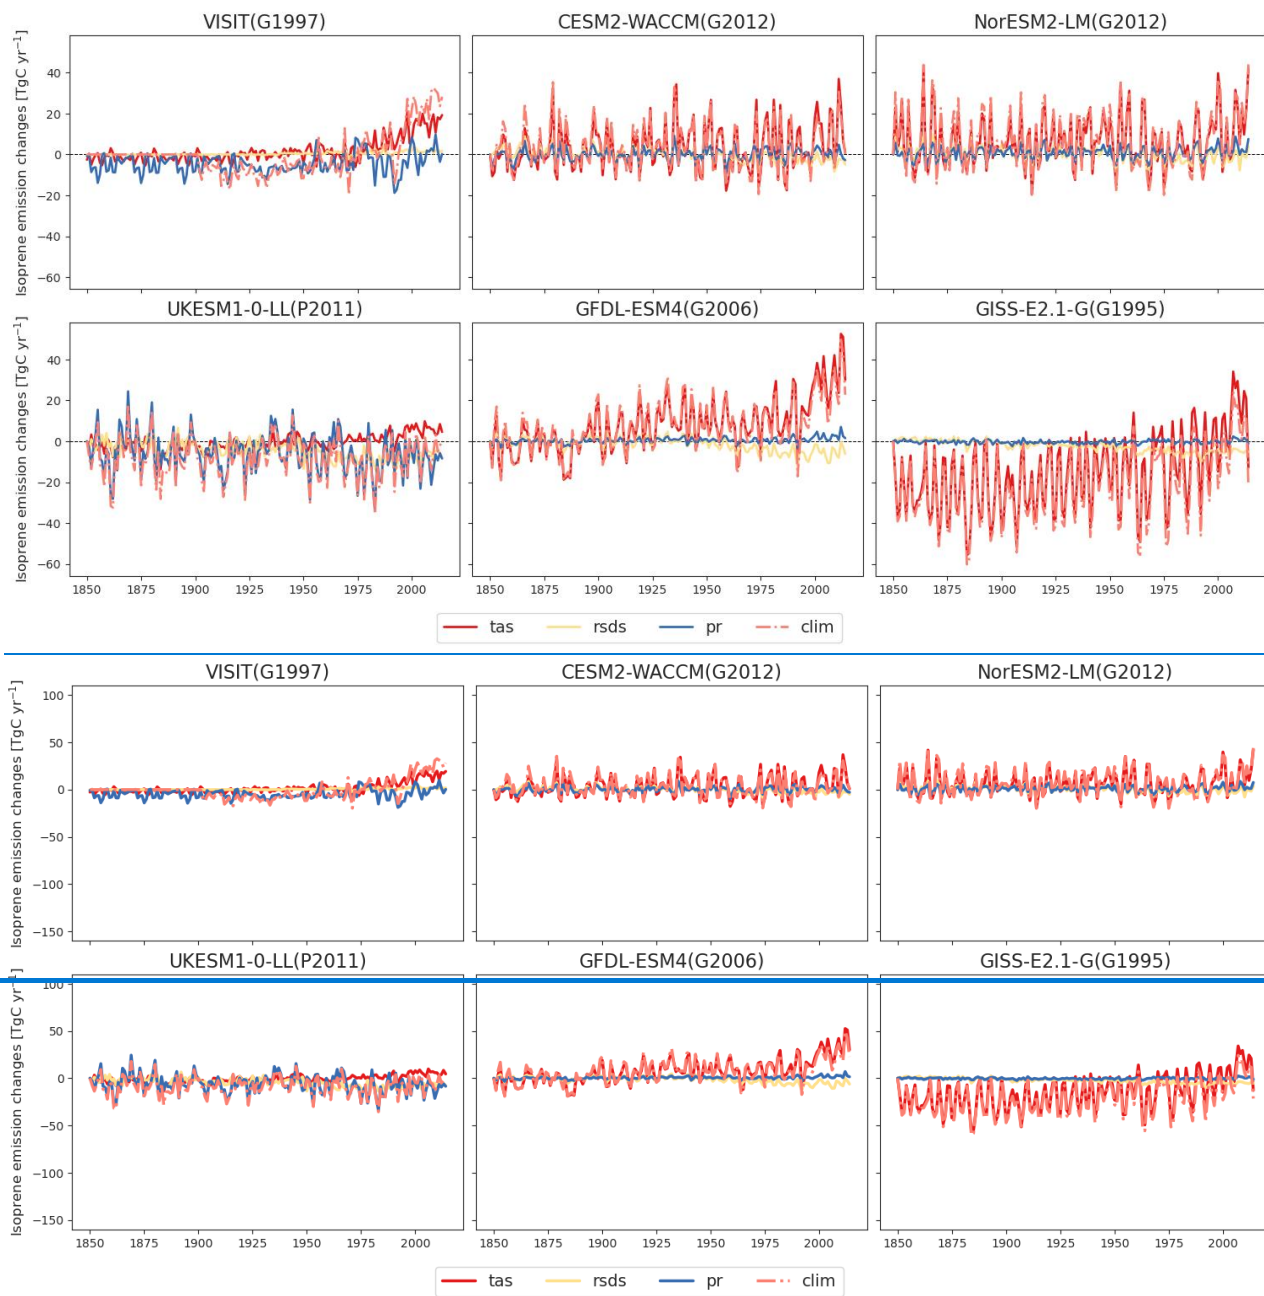 VISIT(G1997) CESM2-WACCM(G2012) NorESM2-LM(G2012)
Isoprene emission changes [TgC yr⁻¹]
40
20
0
−20
−40
−60
UKESM1-0-LL(P2011) GFDL-ESM4(G2006) GISS-E2.1-G(G1995)
Isoprene emission changes [TgC yr⁻¹]
40
20
0
−20
−40
−60
1850 1875 1900 1925 1950 1975 2000 1850 1875 1900 1925 1950 1975 2000 1850 1875 1900 1925 1950 1975 2000
tas rsds pr clim
VISIT(G1997) CESM2-WACCM(G2012) NorESM2-LM(G2012)
Isoprene emission changes [TgC yr⁻¹]
100
50
0
−50
−100
−150
UKESM1-0-LL(P2011) GFDL-ESM4(G2006) GISS-E2.1-G(G1995)
Isoprene emission changes [TgC yr⁻¹]
100
50
0
−50
−100
−150
1850 1875 1900 1925 1950 1975 2000 1850 1875 1900 1925 1950 1975 2000 1850 1875 1900 1925 1950 1975 2000
tas rsds pr clim